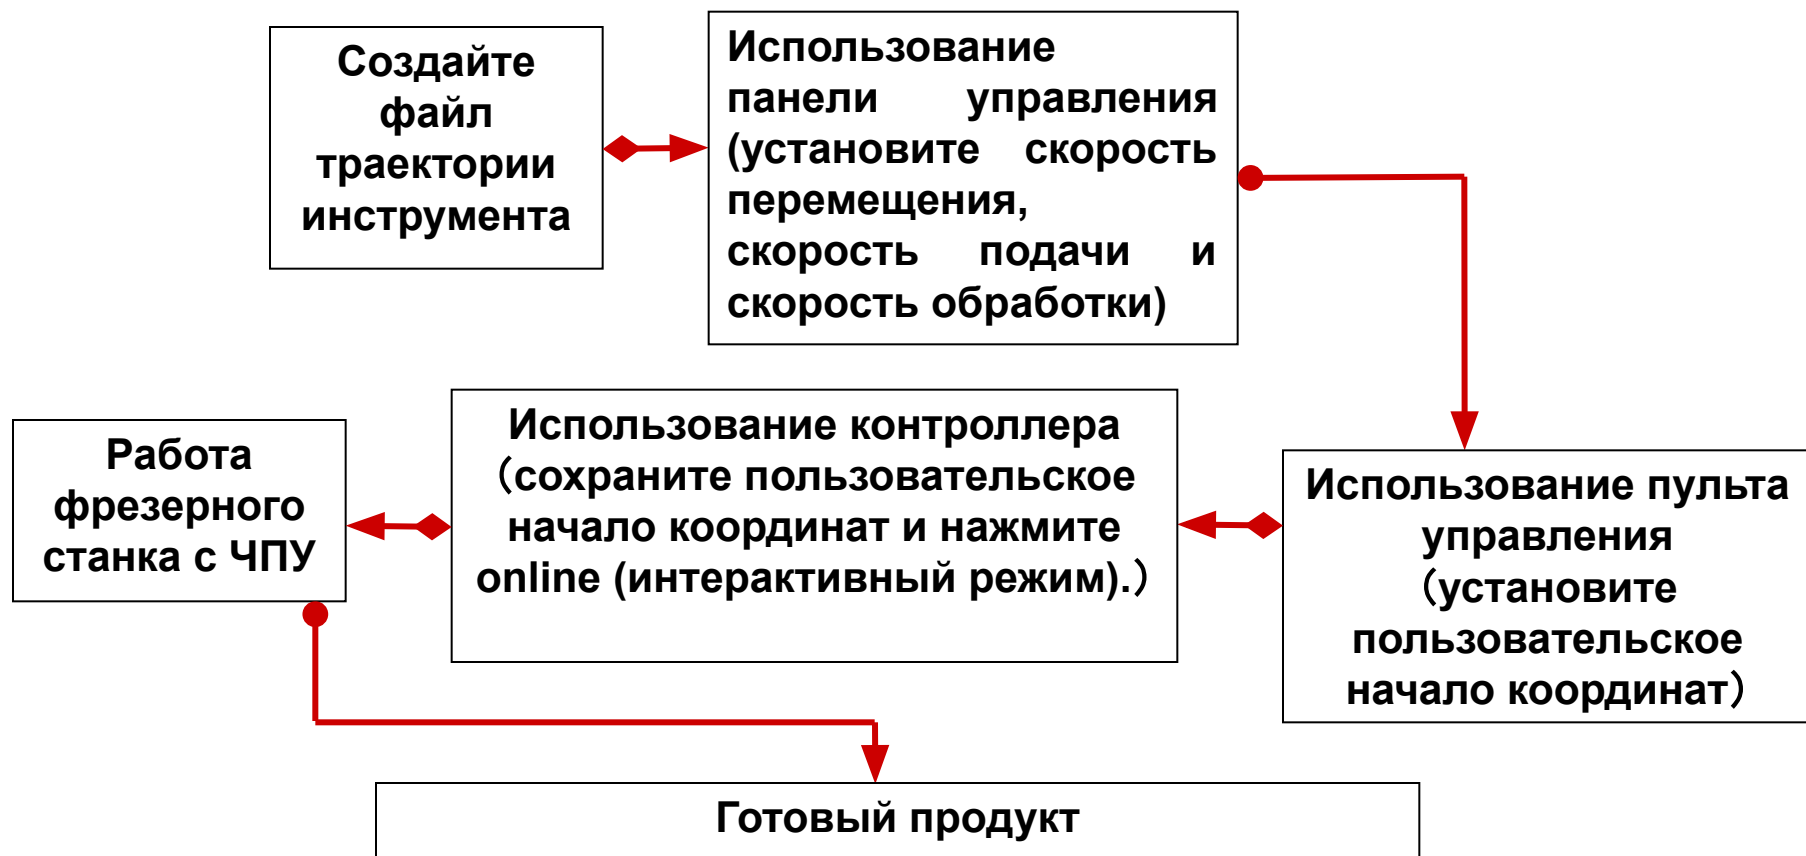 Создайте
файл
траектории
инструмента
Использование
панели управления
(установите скорость
перемещения,
скорость подачи и
скорость обработки)
Использование пульта
управления
（установите
пользовательское
начало координат）
Использование контроллера
（сохраните пользовательское
начало координат и нажмите
online (интерактивный режим).）
Работа
фрезерного
станка с ЧПУ
Готовый продукт